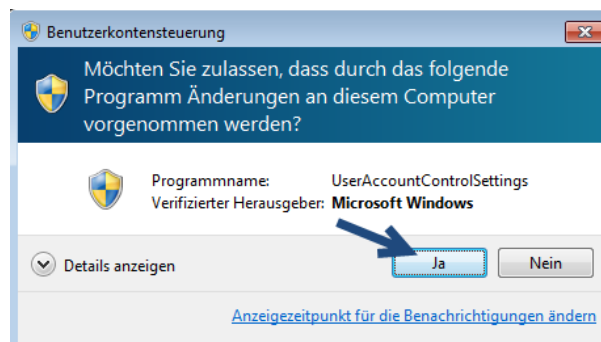 Benutzerkontensteuerung
Möchten Sie zulassen, dass durch das folgende
Programm Änderungen an diesem Computer
vorgenommen werden?
Programmname: UserAccountControlSettings
Verifizierter Herausgeber: Microsoft Windows
Details anzeigen Ja Nein
Anzeigezeitpunkt für die Benachrichtigungen ändern